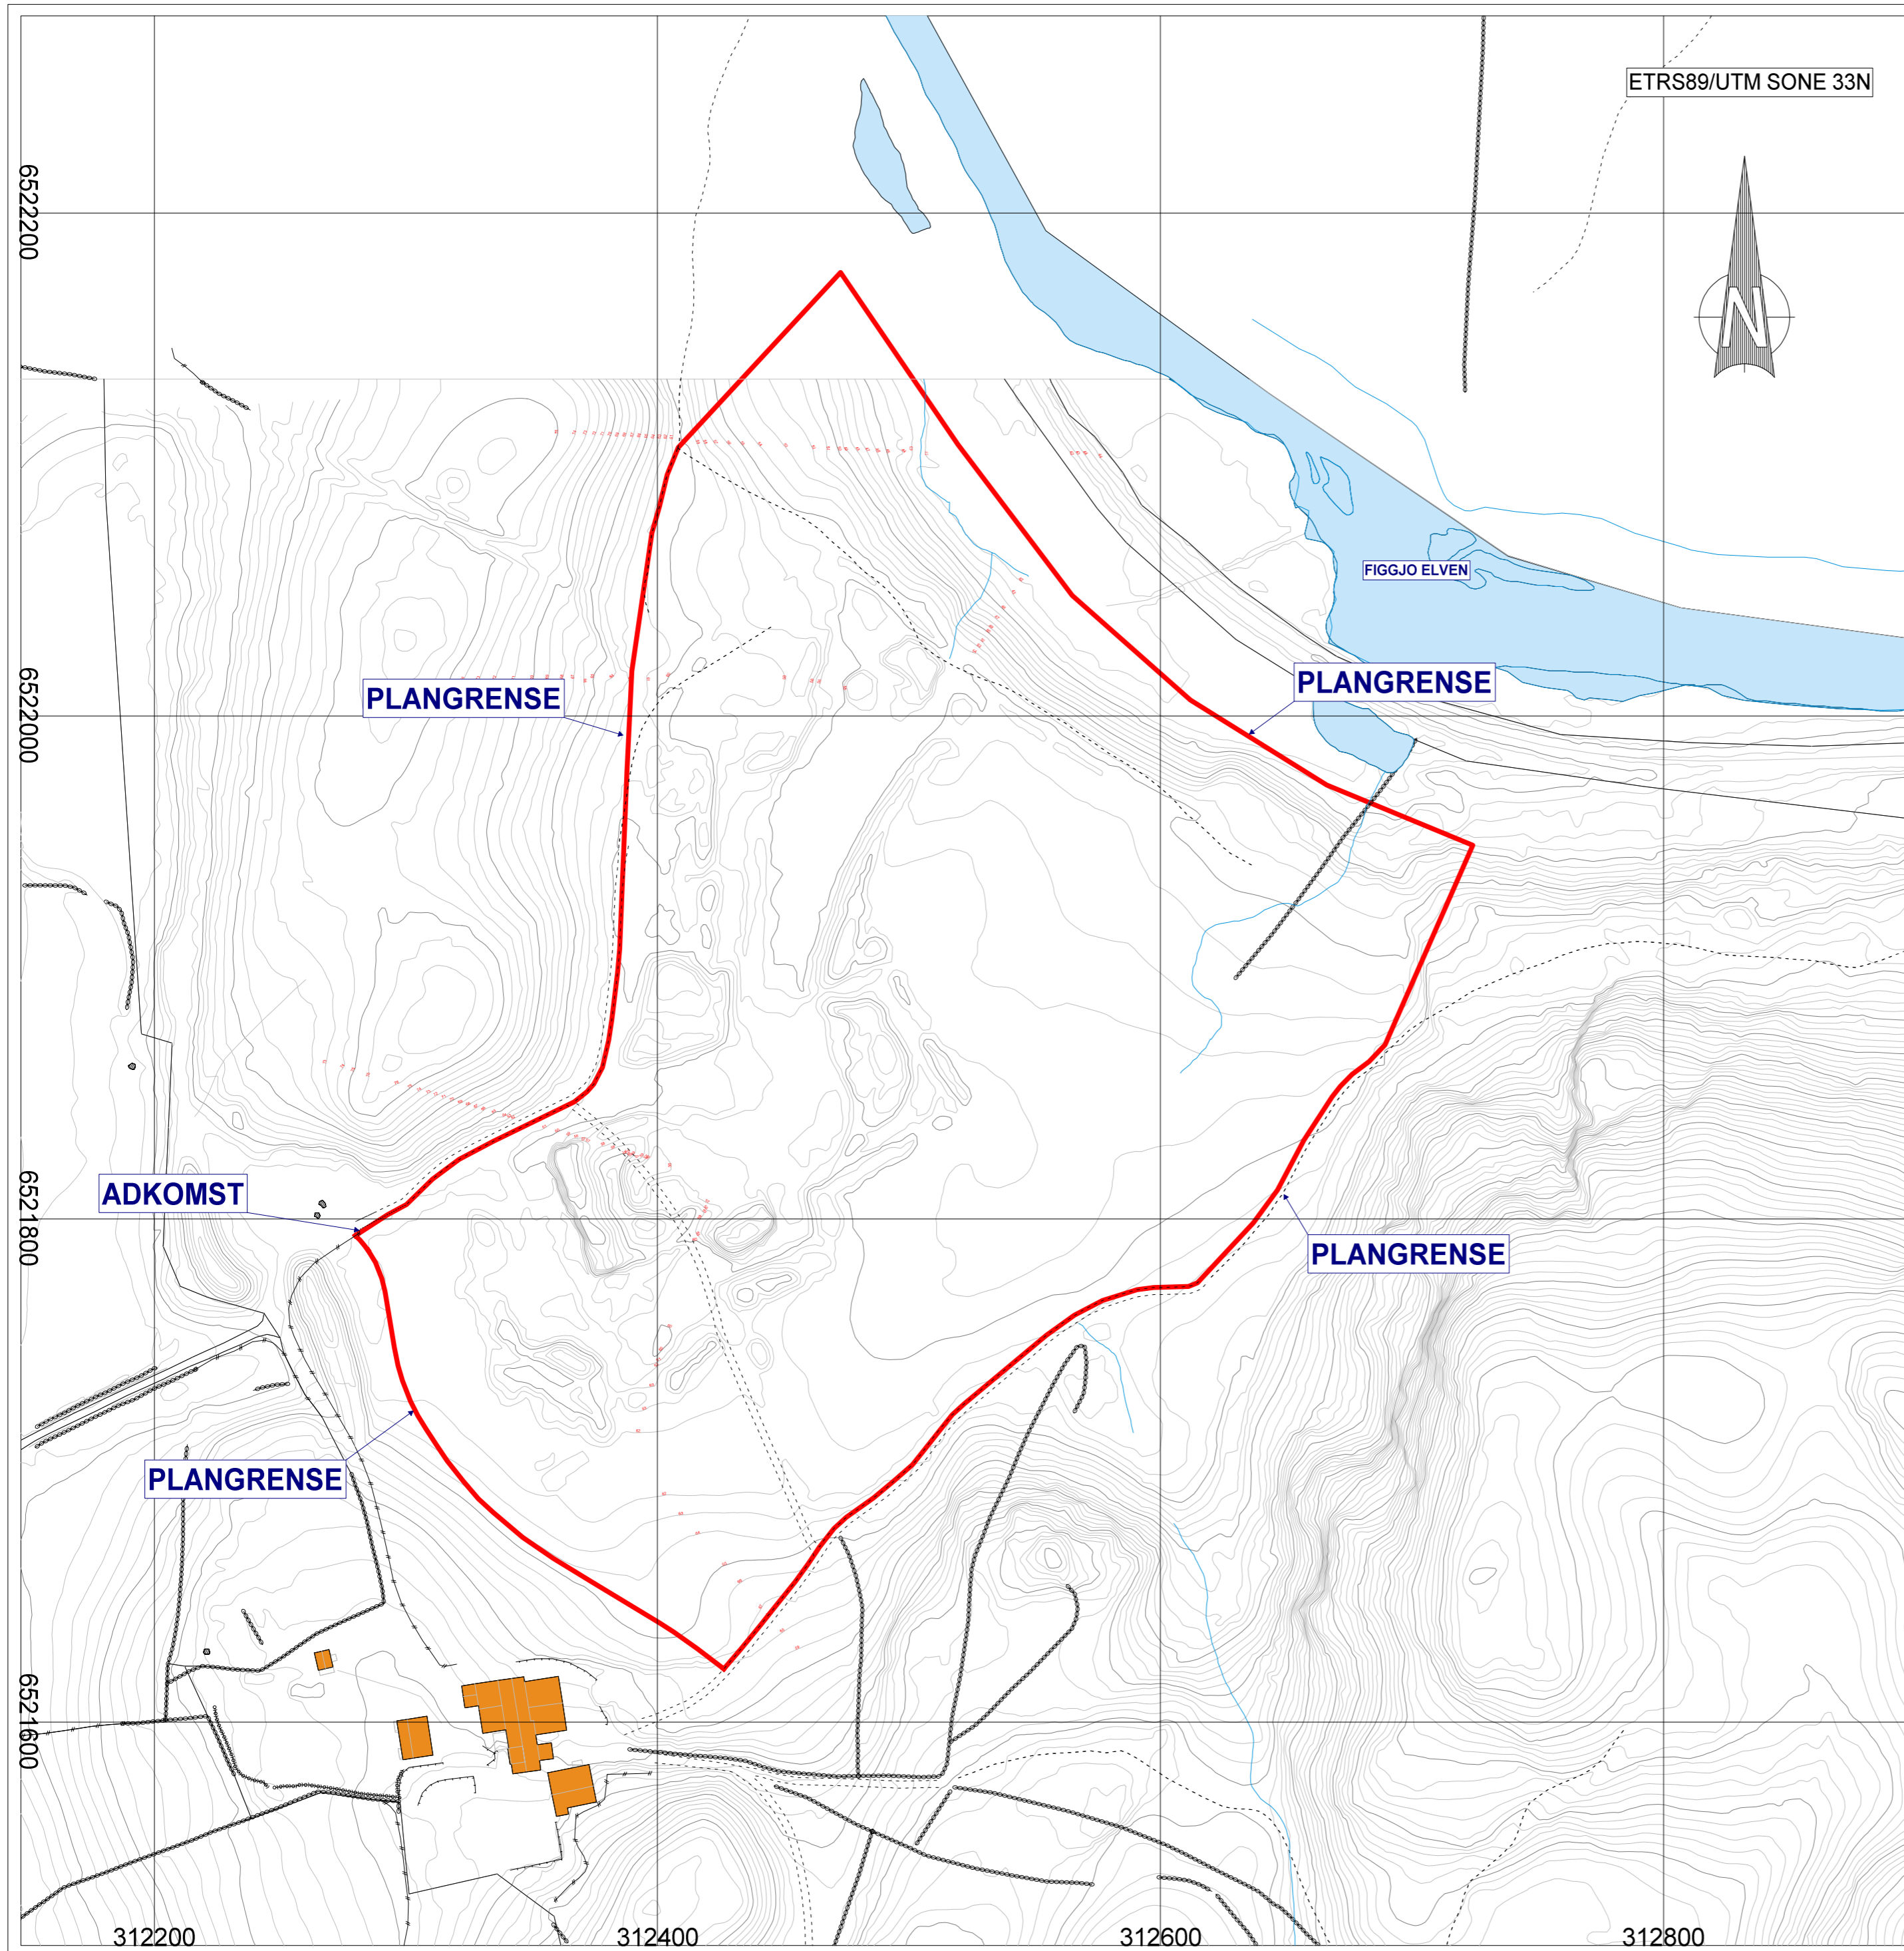 ETRS89/UTM SONE 33N
6522200
N
FIGGJO ELVEN
PLANGRENSE
PLANGRENSE
6522000
ADKOMST
6521800
PLANGRENSE
PLANGRENSE
6521600
312200
312400
312600
312800